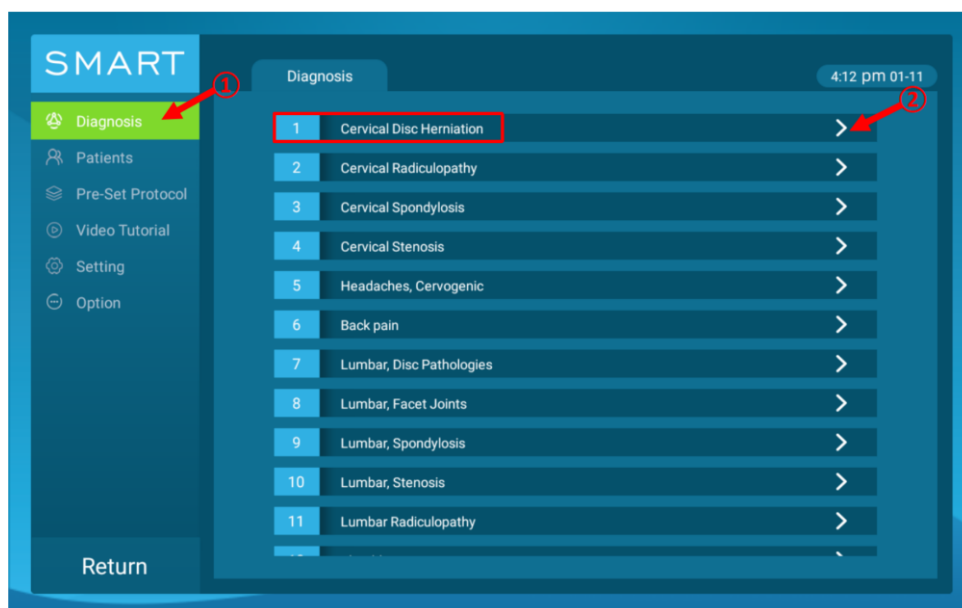 SMART
①
Diagnosis
Patients
Pre-Set Protocol
Video Tutorial
Setting
Option
Return
Diagnosis
4:12 pm 01-11
②
1 Cervical Disc Herniation
2 Cervical Radiculopathy
3 Cervical Spondylosis
4 Cervical Stenosis
5 Headaches, Cervogenic
6 Back pain
7 Lumbar, Disc Pathologies
8 Lumbar, Facet Joints
9 Lumbar, Spondylosis
10 Lumbar, Stenosis
11 Lumbar Radiculopathy